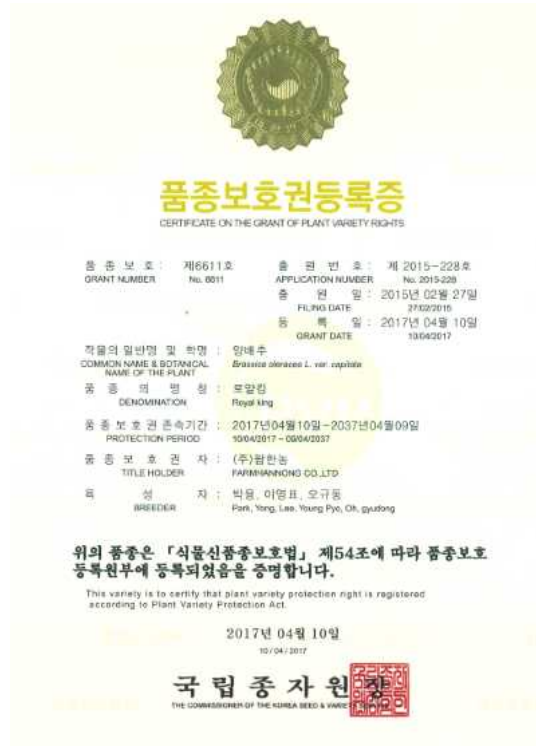 품종보호권등록증
CERTIFICATE ON THE GRANT OF PLANT VARIETY RIGHTS
품 종 보 호 : 제6611호 출 원 번 호 : 제 2015-228호
GRANT NUMBER No. 6611 APPLICATION NUMBER No. 2015-228
출 원 일 : 2015년 02월 27일
FILING DATE 27/02/2015
등 록 일 : 2017년 04월 10일
GRANT DATE 10/04/2017
작물의 일반명 및 학명 : 양배추
COMMON NAME & BOTANICAL Brassica oleracea L. var. capitata
NAME OF THE PLANT
품 종 의 명 칭 : 로얄킹
DENOMINATION Royal king
품 종 보 호 권 존속기간 : 2017년04월10일-2037년04월09일
PROTECTION PERIOD 10/04/2017 - 09/04/2037
품 종 보 호 권 자 : (주)팜한농
TITLE HOLDER FARMHANNONG CO.,LTD
육 성 자 : 박용, 이영표, 오규동
BREEDER Park, Yong, Lee, Young Pyo, Oh, gyudong
위의 품종은 「식물신품종보호법」 제54조에 따라 품종보호
등록원부에 등록되었음을 증명합니다.
This variety is to certify that plant variety protection right is registered
according to Plant Variety Protection Act.
2017년 04월 10일
10 / 04 / 2017
국 립 종 자 원 장
THE COMMISSIONER OF THE KOREA SEED & VARIETY